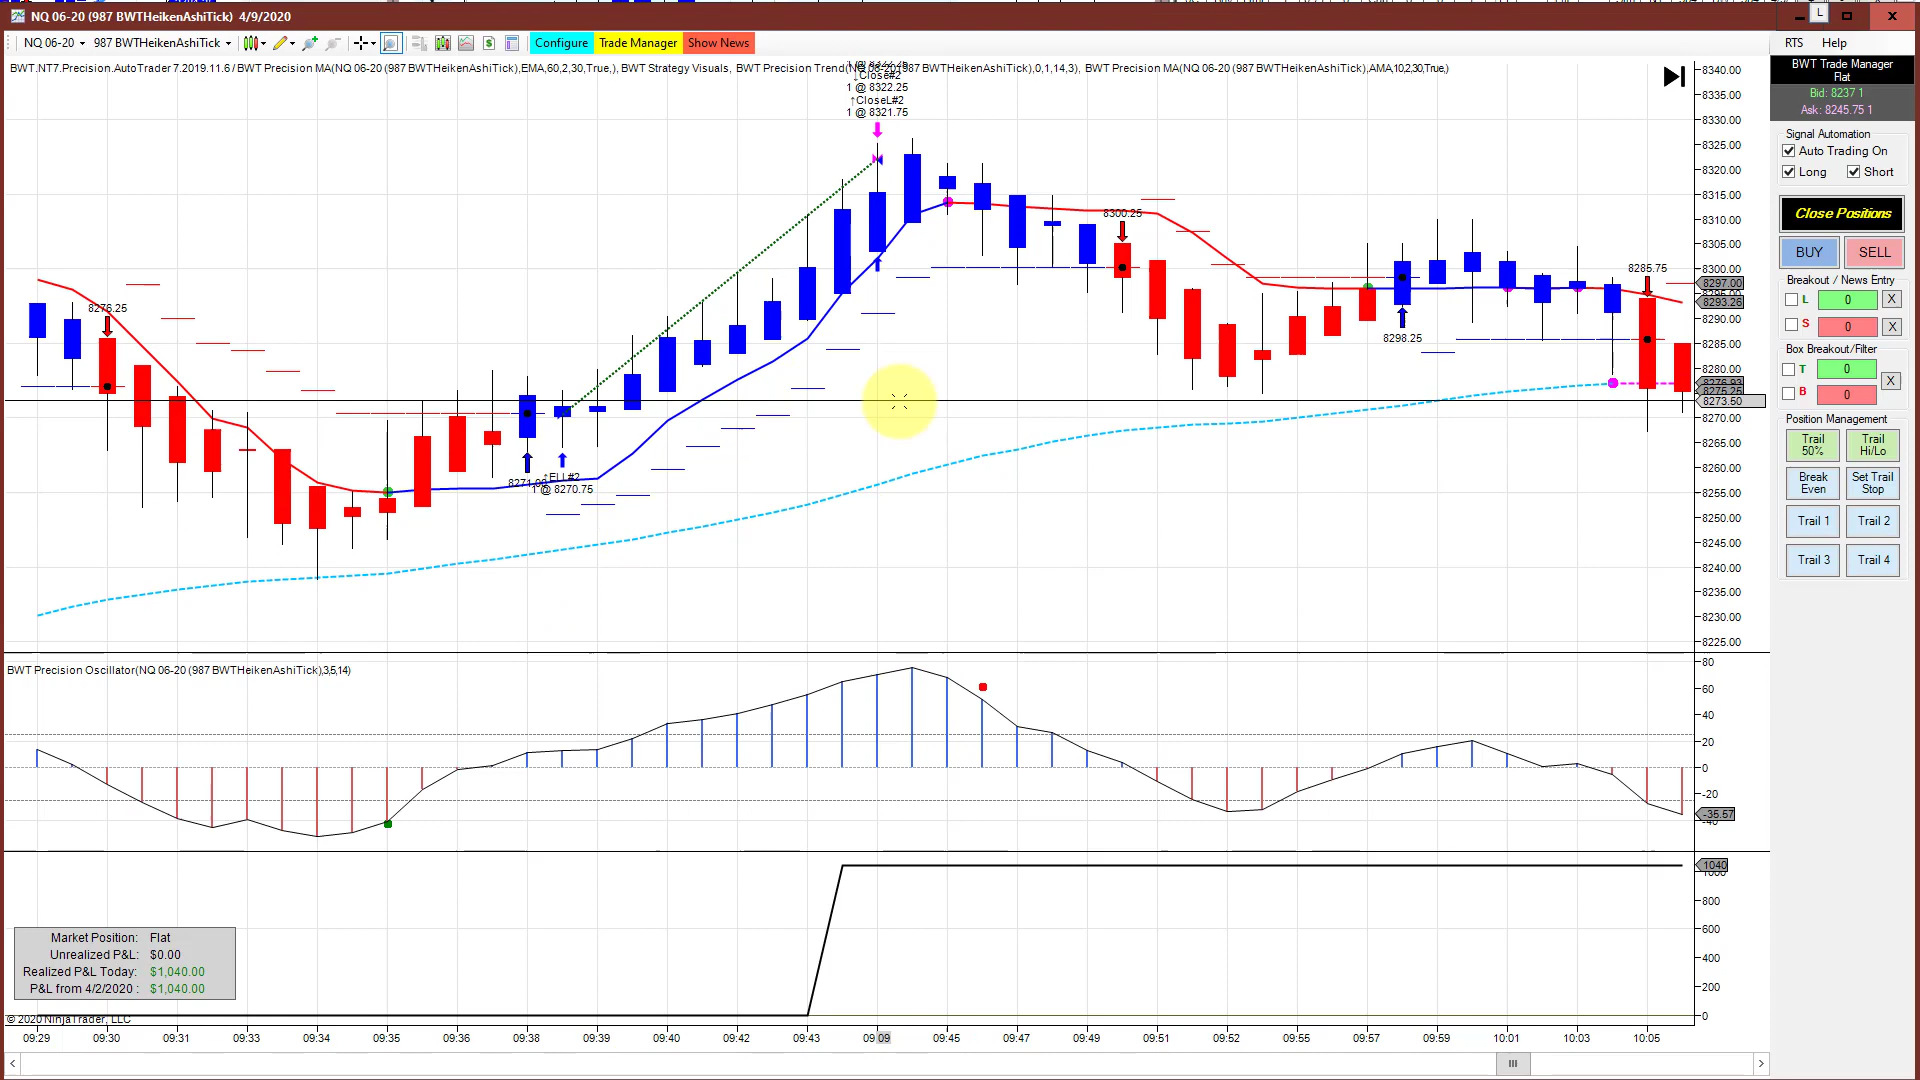 NQ 06-20 (987 BWTHeikenAshiTick) 4/9/2020
L
NQ 06-20 987 BWTHeikenAshiTick
Configure Trade Manager Show News
RTS Help
BWT.NT7.Precision.AutoTrader 7.2019.11.6 / BWT Precision MA(NQ 06-20 (987 BWTHeikenAshiTick),EMA,60,2,30,True,), BWT Strategy Visuals, BWT Precision Trend(NQ 06-20 (987 BWTHeikenAshiTick),0,1,14,3), BWT Precision MA(NQ 06-20 (987 BWTHeikenAshiTick),AMA,10,2,30,True,)
↓Close#2
1 @ 8322.25
↑CloseL#2
1 @ 8321.75
8276.25
8300.25
8285.75
8298.25
↑ELL#2
1 @ 8270.75
8340.00
8335.00
8330.00
8325.00
8320.00
8315.00
8310.00
8305.00
8300.00
8297.00
8293.26
8290.00
8285.00
8280.00
8276.93
8273.50
8270.00
8265.00
8260.00
8255.00
8250.00
8245.00
8240.00
8235.00
8230.00
8225.00
BWT Trade Manager
Flat
Bid: 8237 1
Ask: 8245.75 1
Signal Automation
Auto Trading On
Long Short
Close Positions
BUY SELL
Breakout / News Entry
L 0 X
S 0 X
Box Breakout/Filter
T 0
X
B 0
Position Management
Trail 50% Trail Hi/Lo
Break Even Set Trail Stop
Trail 1 Trail 2
Trail 3 Trail 4
BWT Precision Oscillator(NQ 06-20 (987 BWTHeikenAshiTick),3,5,14)
80
60
40
20
0
-20
-35.57
-40
1040
1000
800
600
400
200
0
Market Position: Flat
Unrealized P&L: $0.00
Realized P&L Today: $1,040.00
P&L from 4/2/2020 : $1,040.00
© 2020 NinjaTrader, LLC
09:29 09:30 09:31 09:33 09:34 09:35 09:36 09:38 09:39 09:40 09:42 09:43 09:09 09:45 09:47 09:49 09:51 09:52 09:55 09:57 09:59 10:01 10:03 10:05